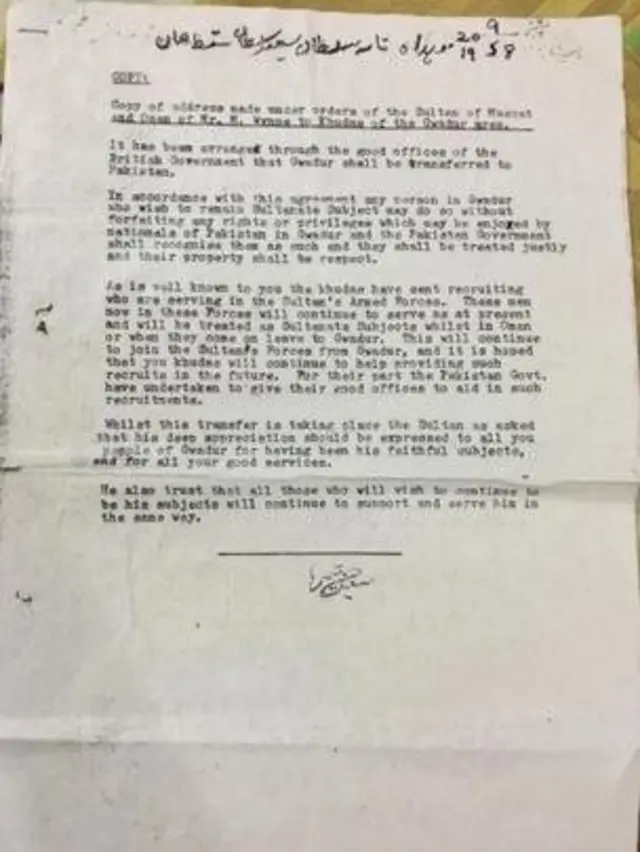 9
20
1958
COPY:
Copy of address made under orders of the Sultan of Muscat
and Oman of Mr. M. Wynne to Khudas of the Gwadur area.
It has been arranged through the good offices of the
British Government that Gwadur shall be transferred to
Pakistan.
In accordance with this agreement any person in Gwadur
who wish to remain Sultanate Subject may do so without
forfeiting any rights or privileges which may be enjoyed by
nationals of Pakistan in Gwadur and the Pakistan Government
shall recognise them as such and they shall be treated justly
and their property shall be respect.
As is well known to you the khudas have sent recruiting
who are serving in the Sultan's Armed Forces. These men
now in these Forces will continue to serve as at present
and will be treated as Sultanate Subjects whilst in Oman
or when they come on leave to Gwadur. This will continue
to join the Sultan's Forces from Gwadur, and it is hoped
that you khudas will continue to help providing such
recruits in the future. For their part the Pakistan Govt.
have undertaken to give their good offices to aid in such
recruitments.
Whilst this transfer is taking place the Sultan as asked
that his deep appreciation should be expressed to all you
people of Gwadur for having been his faithful subjects,
and for all your good services.
He also trust that all those who will wish to continue to
be his subjects will continue to support and serve him in
the same way.